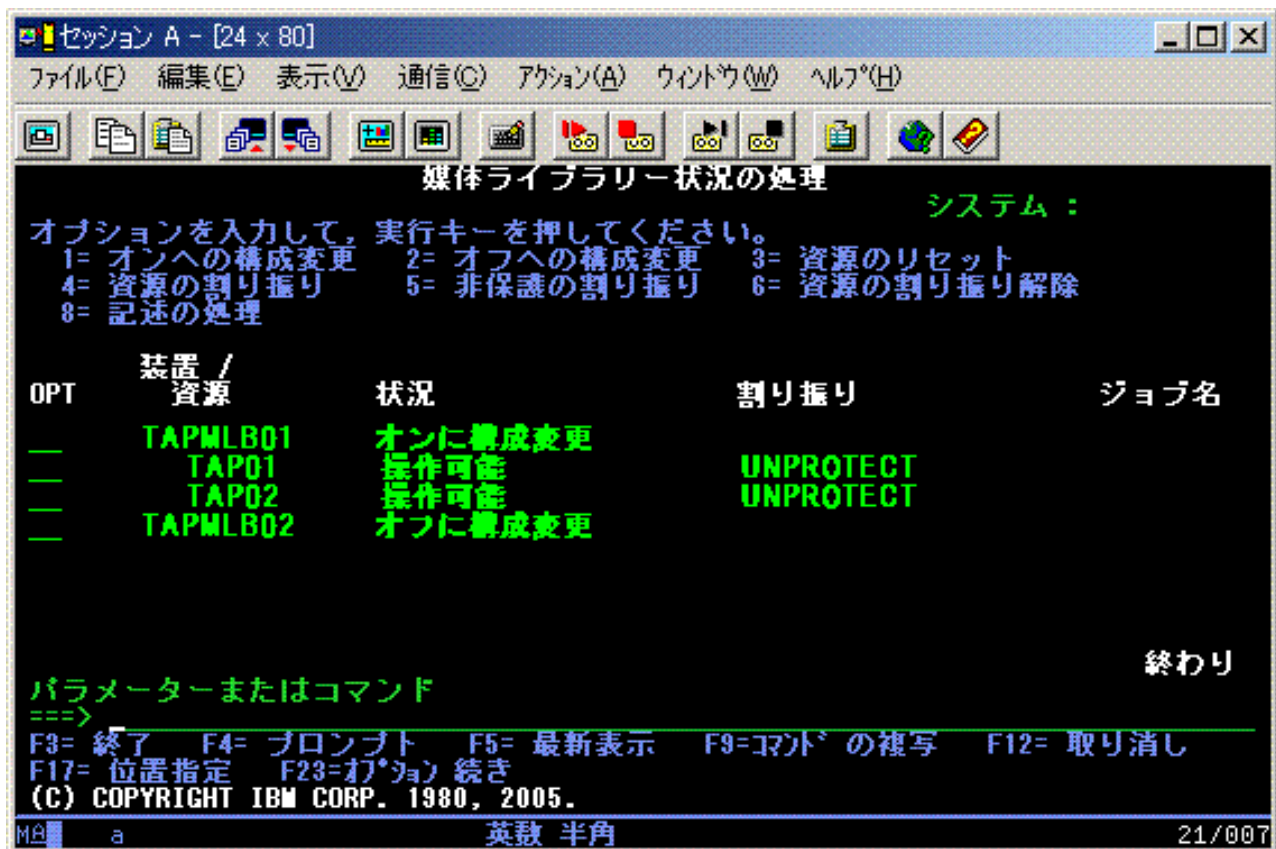 セッション A - [24 x 80]
ファイル(F) 編集(E) 表示(V) 通信(C) アクション(A) ウィンドウ(W) ヘルプ(H)
媒体ライブラリー状況の処理
システム :
オプションを入力して, 実行キーを押してください。
1= オンへの構成変更 2= オフへの構成変更 3= 資源のリセット
4= 資源の割り振り 5= 非保護の割り振り 6= 資源の割り振り解除
8= 記述の処理
装置 /
OPT 資源 状況 割り振り ジョブ名
__ TAPMLB01 オンに構成変更
__ TAP01 操作可能 UNPROTECT
__ TAP02 操作可能 UNPROTECT
__ TAPMLB02 オフに構成変更
終わり
パラメーターまたはコマンド
===>
F3= 終了 F4= プロンプト F5= 最新表示 F9=コマンド の複写 F12= 取り消し
F17= 位置指定 F23=オプション 続き
(C) COPYRIGHT IBM CORP. 1980, 2005.
MA a 英数 半角 21/007